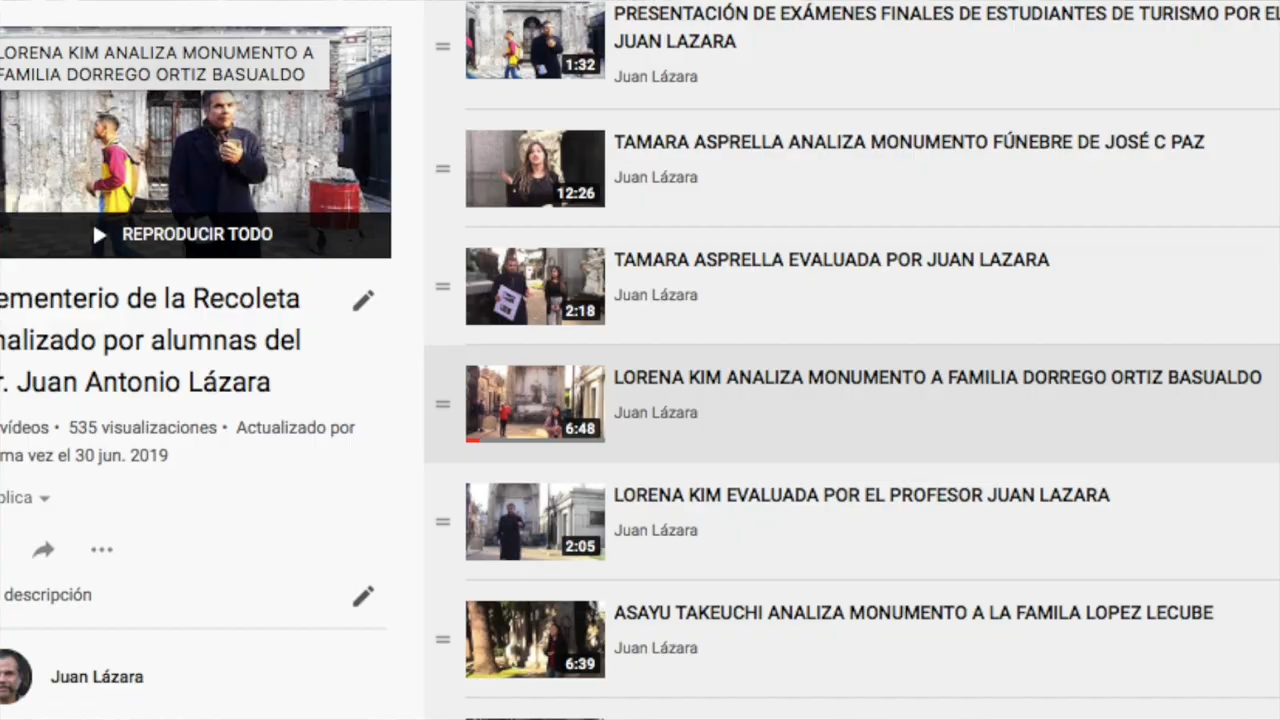 LORENA KIM ANALIZA MONUMENTO A
FAMILIA DORREGO ORTIZ BASUALDO
REPRODUCIR TODO
ementerio de la Recoleta
nalizado por alumnas del
r. Juan Antonio Lázara
vídeos • 535 visualizaciones • Actualizado por
ma vez el 30 jun. 2019
blica
descripción
Juan Lázara
PRESENTACIÓN DE EXÁMENES FINALES DE ESTUDIANTES DE TURISMO POR EL
JUAN LAZARA
Juan Lázara
1:32
TAMARA ASPRELLA ANALIZA MONUMENTO FÚNEBRE DE JOSÉ C PAZ
Juan Lázara
12:26
TAMARA ASPRELLA EVALUADA POR JUAN LAZARA
Juan Lázara
2:18
LORENA KIM ANALIZA MONUMENTO A FAMILIA DORREGO ORTIZ BASUALDO
Juan Lázara
6:48
LORENA KIM EVALUADA POR EL PROFESOR JUAN LAZARA
Juan Lázara
2:05
ASAYU TAKEUCHI ANALIZA MONUMENTO A LA FAMILA LOPEZ LECUBE
Juan Lázara
6:39